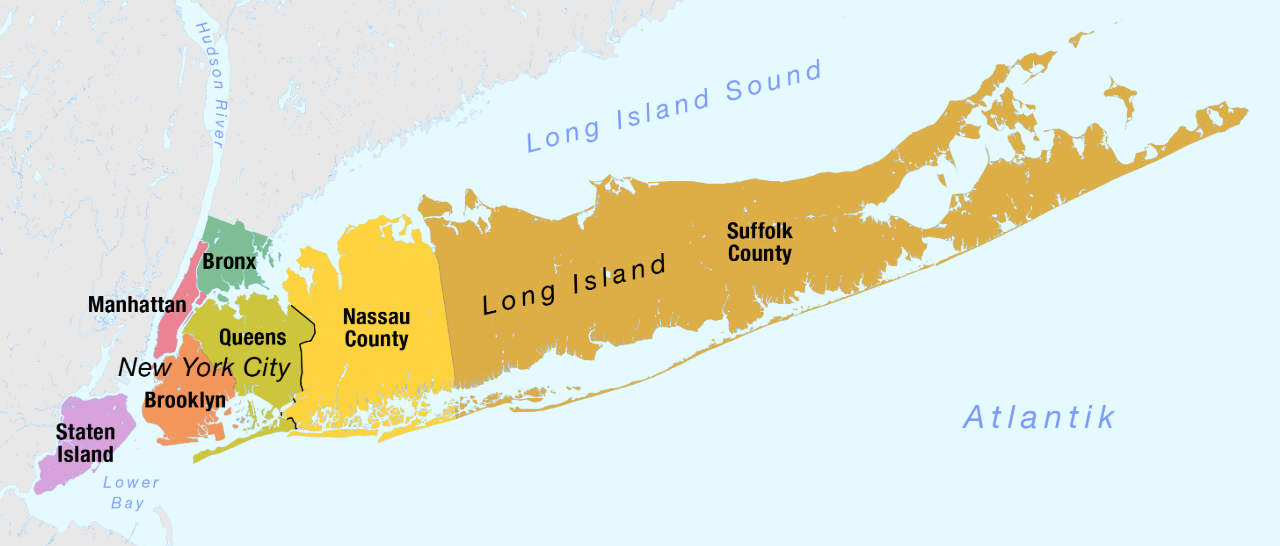 Hudson River
Long Island Sound
Bronx
Suffolk
County
Long Island
Manhattan
Nassau
County
Queens
New York City
Brooklyn
Atlantik
Staten
Island
Lower
Bay